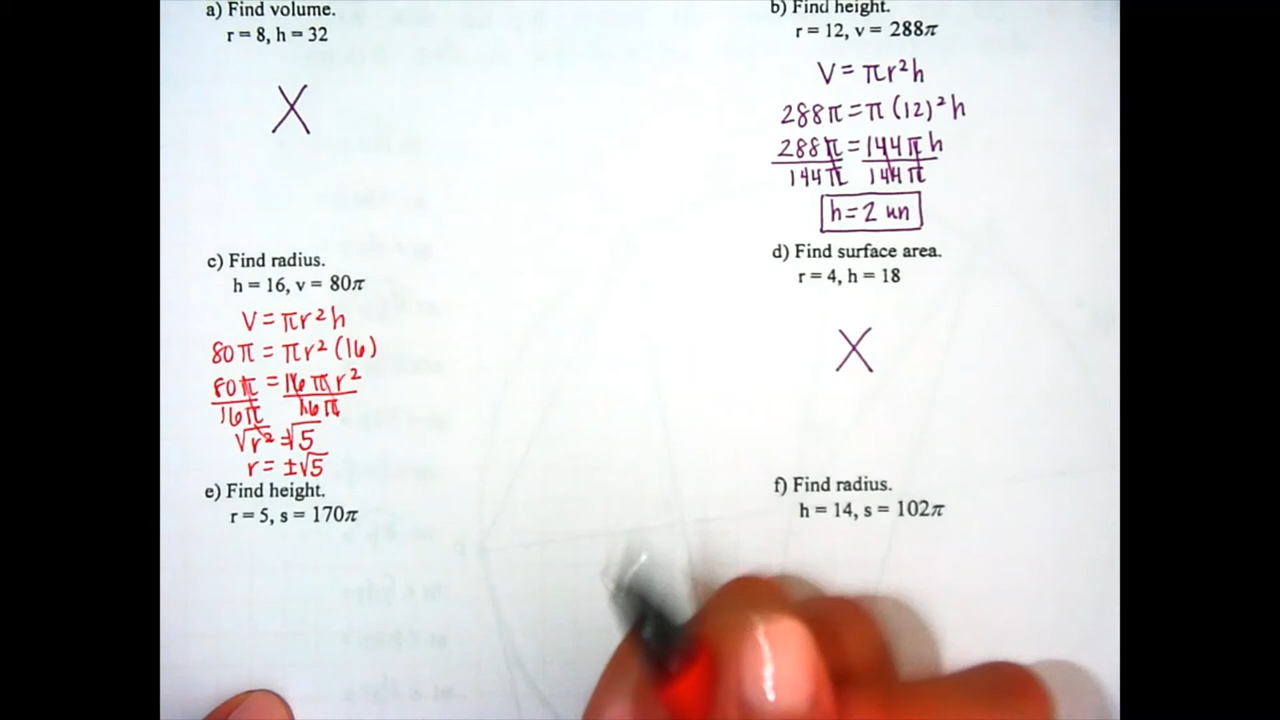 a) Find volume.
r = 8, h = 32
X
b) Find height.
r = 12, v = 288π
V = πr²h
288π = π(12)²h
288π = 144π h
144π 144π
h = 2 un
c) Find radius.
h = 16, v = 80π
V = πr²h
80π = πr²(16)
80π = 16πr²
16π 16π
√r² = √5
r = ±√5
d) Find surface area.
r = 4, h = 18
X
e) Find height.
r = 5, s = 170π
f) Find radius.
h = 14, s = 102π